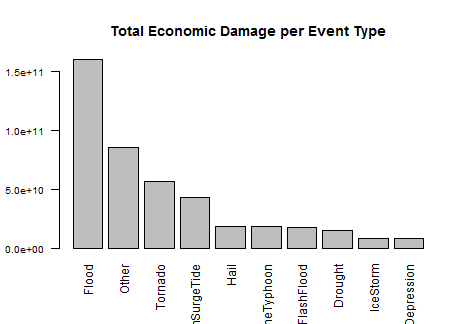 Total Economic Damage per Event Type
1.5e+11
1.0e+11
5.0e+10
0.0e+00
Flood
Other
Tornado
mSurgeTide
Hail
neTyphoon
FlashFlood
Drought
IceStorm
Depression